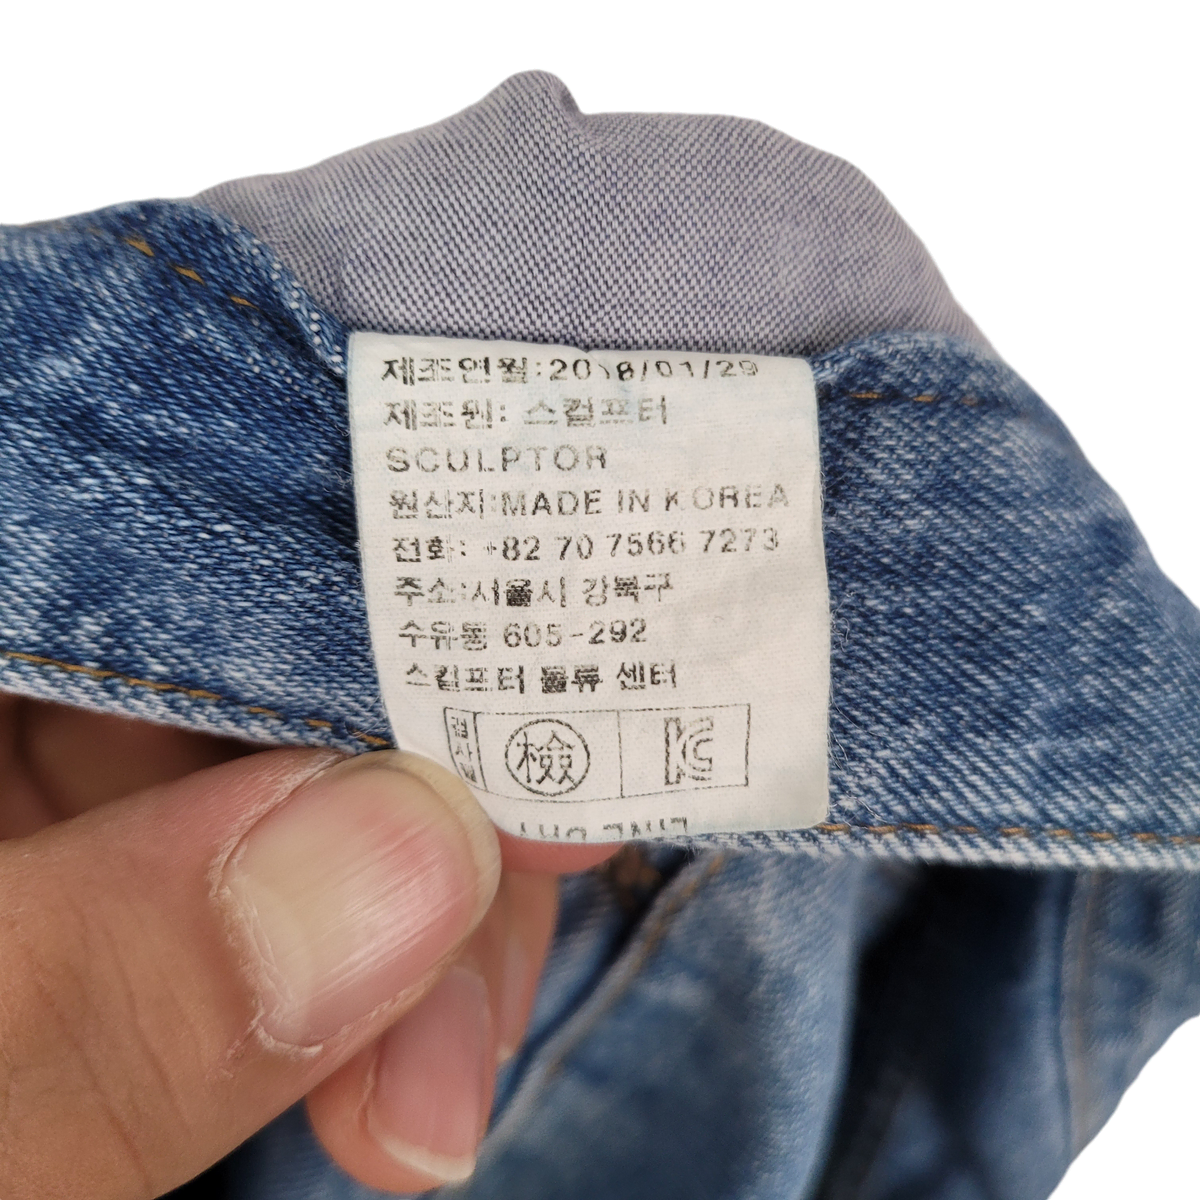 제조연월:2018/01/29
제조원: 스컬프터
SCULPTOR
원산지:MADE IN KOREA
전화: +82 70 7566 7273
주소:서울시 강북구
수유동 605-292
스컬프터 물류 센터
검사필 檢 KC